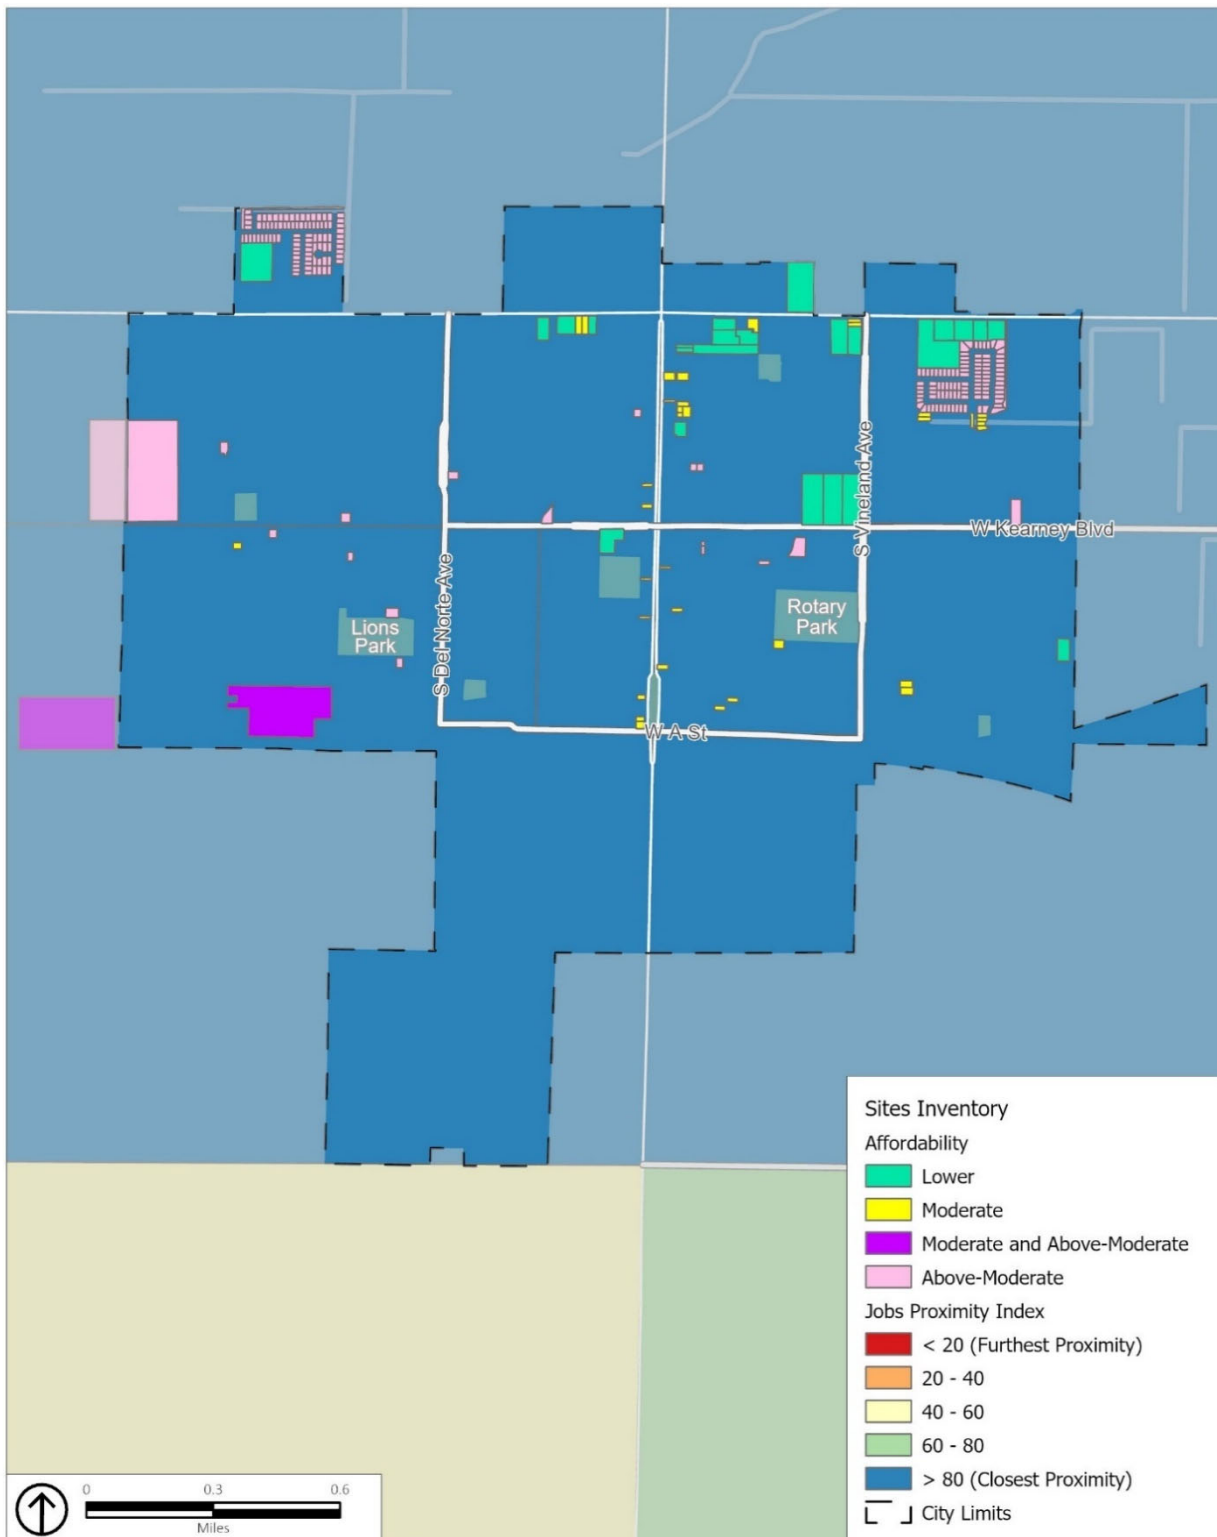 S Vineland Ave
W Kearney Blvd
S Del Norte Ave
Lions
Park
Rotary
Park
W A St
Sites Inventory
Affordability
Lower
Moderate
Moderate and Above-Moderate
Above-Moderate
Jobs Proximity Index
< 20 (Furthest Proximity)
20 - 40
40 - 60
60 - 80
> 80 (Closest Proximity)
City Limits
0 0.3 0.6
Miles